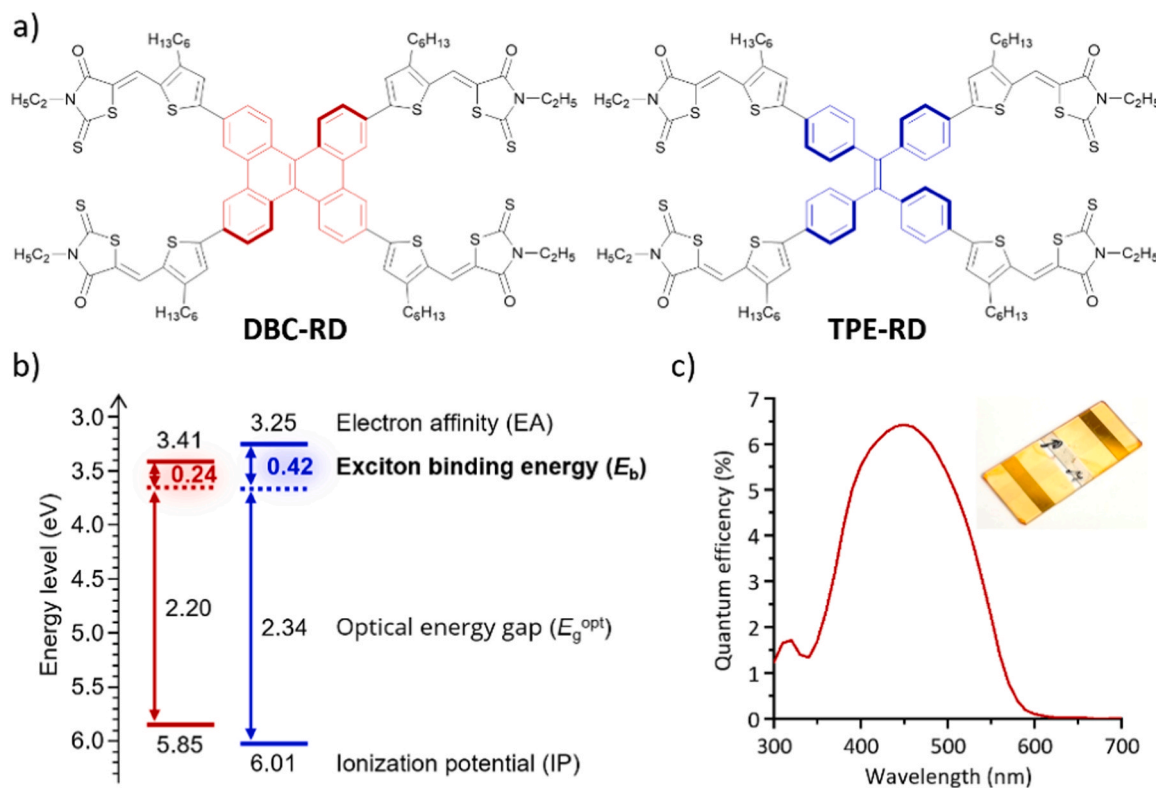 a)
O
H13C6
C6H13
O
H5C2
N
S
S
S
S
N
C2H5
S
S
S
S
H5C2
N
S
S
S
S
N
C2H5
O
H13C6
C6H13
O
DBC-RD
O
H13C6
C6H13
O
H5C2
N
S
S
S
S
N
C2H5
S
S
S
S
H5C2
N
S
S
S
S
N
C2H5
O
H13C6
C6H13
O
TPE-RD
b)
Energy level (eV)
3.0
3.5
4.0
4.5
5.0
5.5
6.0
3.41
3.25
Electron affinity (EA)
0.24
0.42
Exciton binding energy (Eb)
2.20
2.34
Optical energy gap (Egopt)
5.85
6.01
Ionization potential (IP)
c)
Quantum efficency (%)
7
6
5
4
3
2
1
0
300
400
500
600
700
Wavelength (nm)